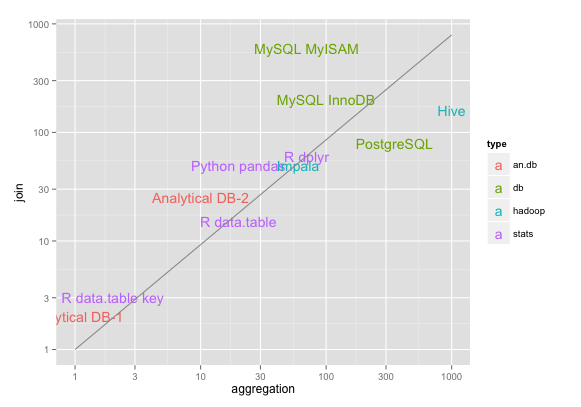 1000
MySQL MyISAM
300
MySQL InnoDB
Hive
100
PostgreSQL
R dplyr
Python pandas
Impala
30
Analytical DB-2
R data.table
10
3
R data.table key
ytical DB-1
1
join
1
3
10
30
100
300
1000
aggregation
type
a an.db
a db
a hadoop
a stats